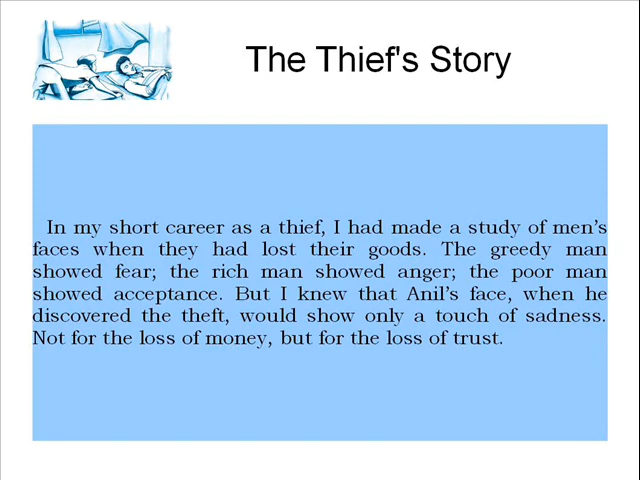 The Thief's Story
In my short career as a thief, I had made a study of men’s
faces when they had lost their goods. The greedy man
showed fear; the rich man showed anger; the poor man
showed acceptance. But I knew that Anil’s face, when he
discovered the theft, would show only a touch of sadness.
Not for the loss of money, but for the loss of trust.